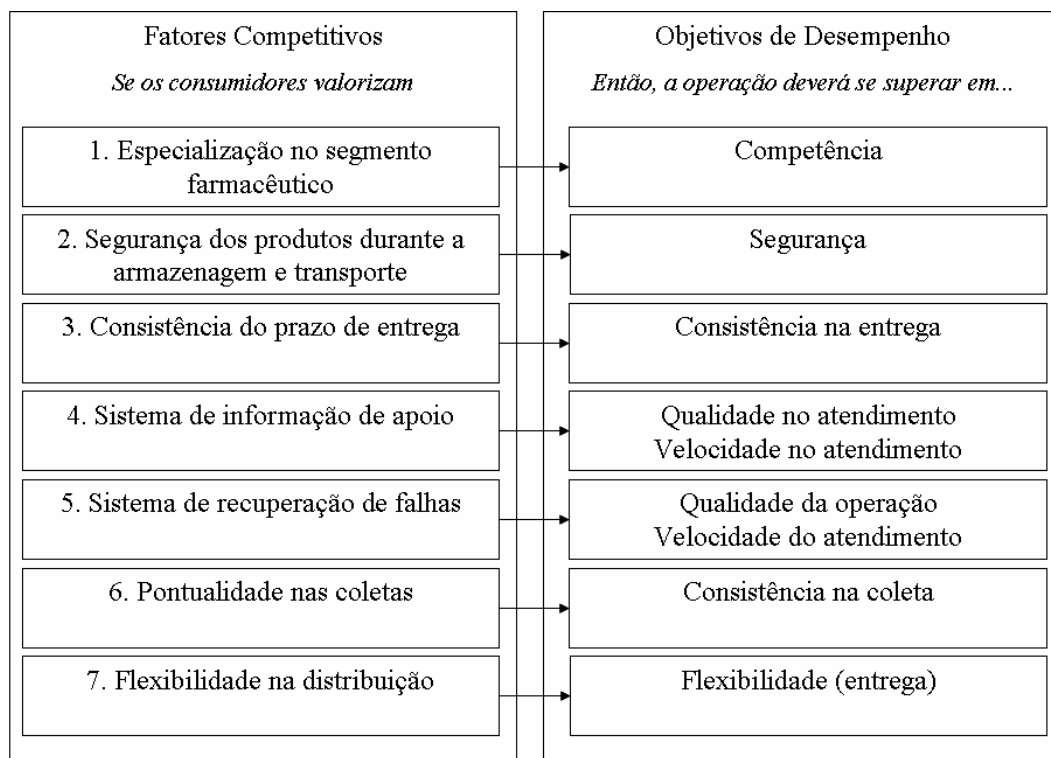 Fatores Competitivos
Se os consumidores valorizam
1. Especialização no segmento
farmacêutico
2. Segurança dos produtos durante a
armazenagem e transporte
3. Consistência do prazo de entrega
4. Sistema de informação de apoio
5. Sistema de recuperação de falhas
6. Pontualidade nas coletas
7. Flexibilidade na distribuição
Objetivos de Desempenho
Então, a operação deverá se superar em...
Competência
Segurança
Consistência na entrega
Qualidade no atendimento
Velocidade no atendimento
Qualidade da operação
Velocidade do atendimento
Consistência na coleta
Flexibilidade (entrega)